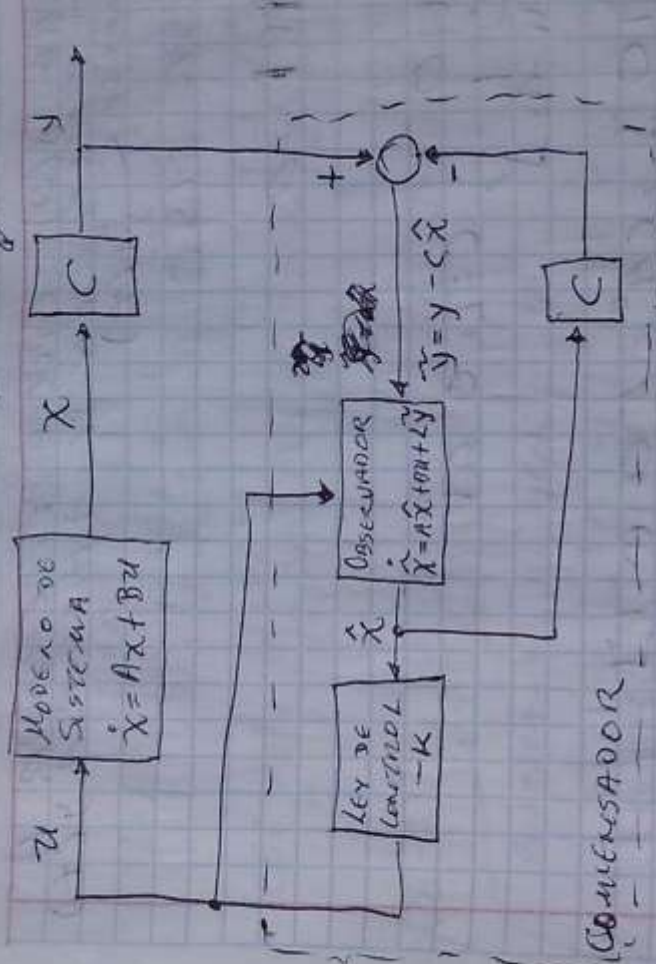 u
MODELO DE
SISTEMA
ẋ = Ax + Bu
x
C
y
+
-
ỹ = y - Cx̂
OBSERVADOR
x̂̇ = Ax̂ + Bu + Lỹ
x̂
LEY DE
CONTROL
-K
C
COMPENSADOR